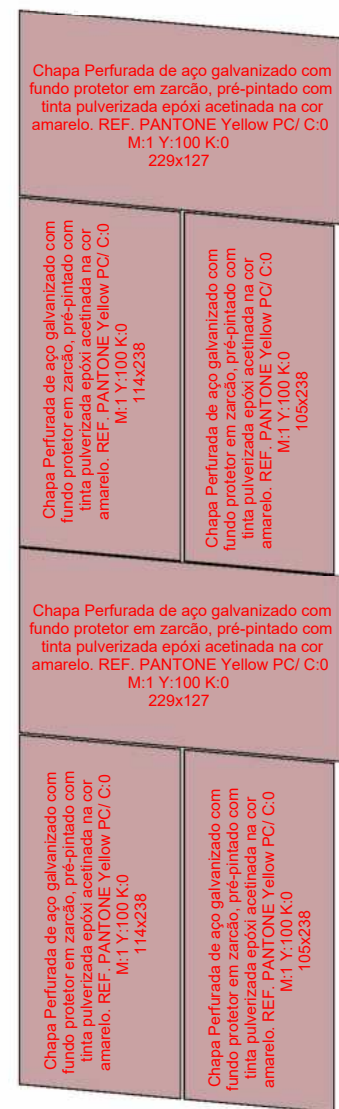 Chapa Perfurada de aço galvanizado com
fundo protetor em zarcão, pré-pintado com
tinta pulverizada epóxi acetinada na cor
amarelo. REF. PANTONE Yellow PC/ C:0
M:1 Y:100 K:0
229x127
Chapa Perfurada de aço galvanizado com
fundo protetor em zarcão, pré-pintado com
tinta pulverizada epóxi acetinada na cor
amarelo. REF. PANTONE Yellow PC/ C:0
M:1 Y:100 K:0
114x238
Chapa Perfurada de aço galvanizado com
fundo protetor em zarcão, pré-pintado com
tinta pulverizada epóxi acetinada na cor
amarelo. REF. PANTONE Yellow PC/ C:0
M:1 Y:100 K:0
105x238
Chapa Perfurada de aço galvanizado com
fundo protetor em zarcão, pré-pintado com
tinta pulverizada epóxi acetinada na cor
amarelo. REF. PANTONE Yellow PC/ C:0
M:1 Y:100 K:0
229x127
Chapa Perfurada de aço galvanizado com
fundo protetor em zarcão, pré-pintado com
tinta pulverizada epóxi acetinada na cor
amarelo. REF. PANTONE Yellow PC/ C:0
M:1 Y:100 K:0
114x238
Chapa Perfurada de aço galvanizado com
fundo protetor em zarcão, pré-pintado com
tinta pulverizada epóxi acetinada na cor
amarelo. REF. PANTONE Yellow PC/ C:0
M:1 Y:100 K:0
105x238